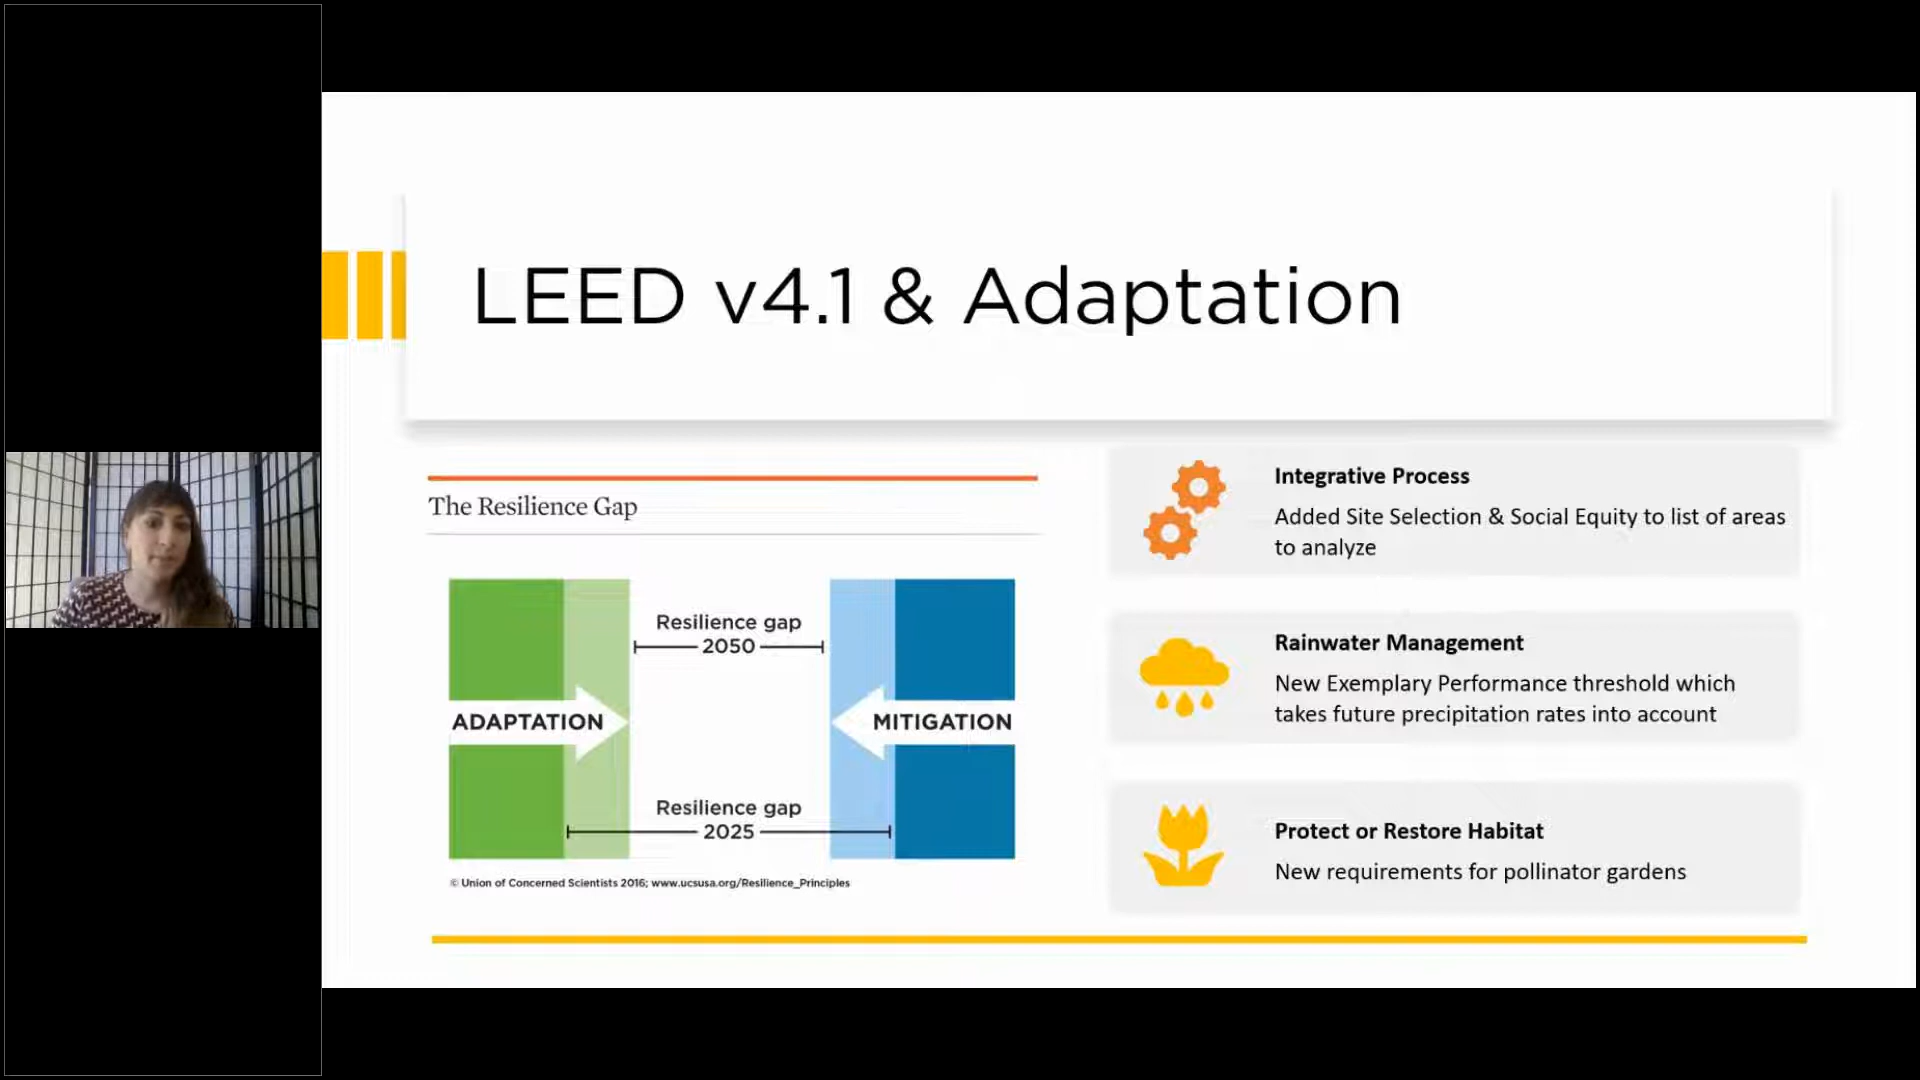 LEED v4.1 & Adaptation
The Resilience Gap
Resilience gap
2050
ADAPTATION
MITIGATION
Resilience gap
2025
© Union of Concerned Scientists 2016; www.ucsusa.org/Resilience_Principles
Integrative Process
Added Site Selection & Social Equity to list of areas
to analyze
Rainwater Management
New Exemplary Performance threshold which
takes future precipitation rates into account
Protect or Restore Habitat
New requirements for pollinator gardens